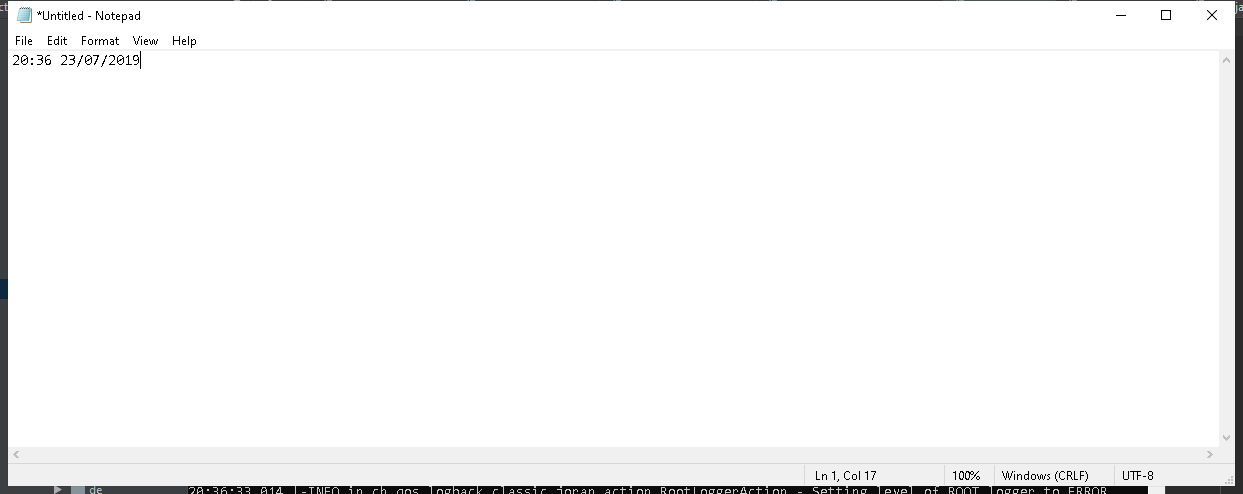 *Untitled - Notepad
File Edit Format View Help
20:36 23/07/2019
Ln 1, Col 17 100% Windows (CRLF) UTF-8
de 20:36:33,014 |-INFO in ch.qos.logback.classic.joran.action.RootLoggerAction - Setting level of ROOT logger to ERROR